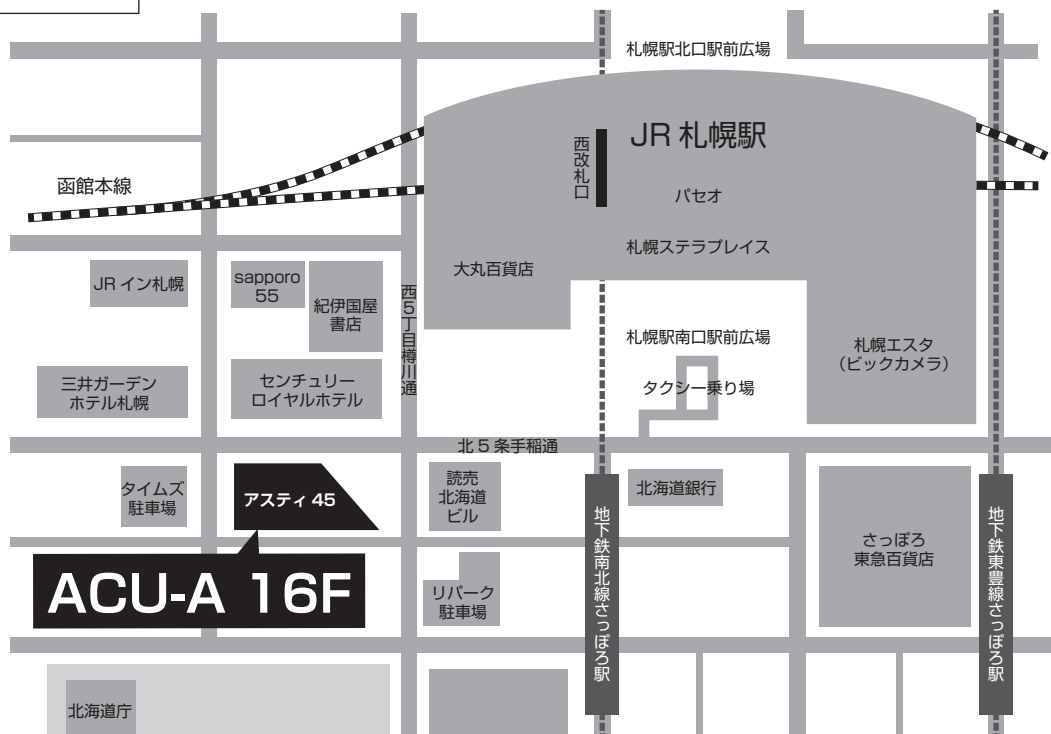 札幌駅北口駅前広場
JR 札幌駅
西改札口
函館本線
パセオ
札幌ステラプレイス
大丸百貨店
JR イン札幌
sapporo
55
紀伊国屋
書店
西5丁目樽川通
札幌駅南口駅前広場
札幌エスタ
（ビックカメラ）
三井ガーデン
ホテル札幌
センチュリー
ロイヤルホテル
タクシー乗り場
北 5 条手稲通
タイムズ
駐車場
アスティ 45
読売
北海道
ビル
北海道銀行
地下鉄南北線さっぽろ駅
さっぽろ
東急百貨店
地下鉄東豊線さっぽろ駅
ACU-A 16F
リパーク
駐車場
北海道庁